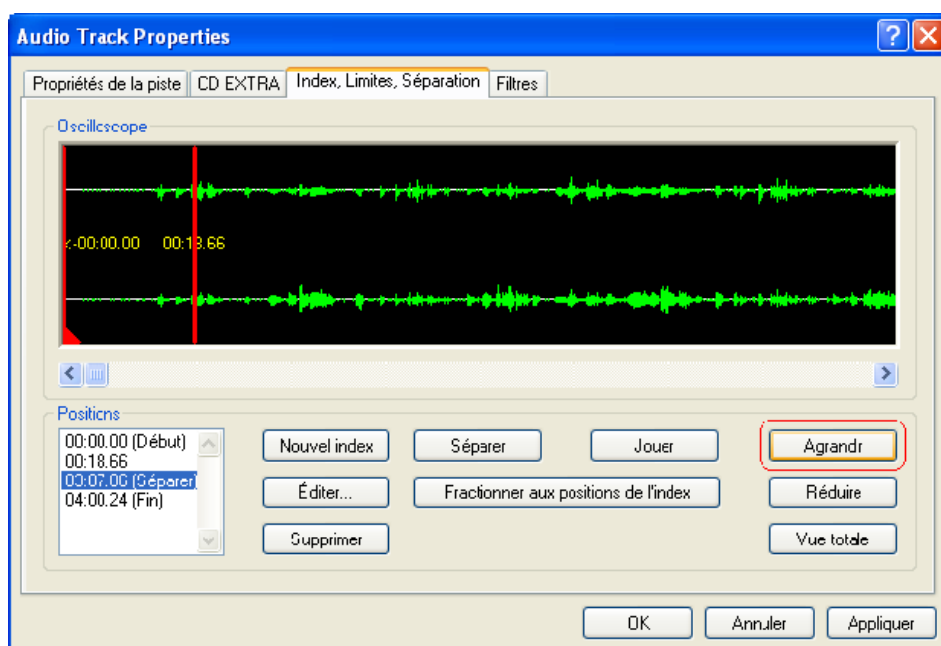 Audio Track Properties
Propriétés de la piste CD EXTRA Index, Limites, Séparation Filtres
Oscilloscope
<-00:00.00 00:18.66
Positions
00:00.00 (Début)
00:18.66
03:07.00 (Séparer)
04:00.24 (Fin)
Nouvel index Séparer Jouer Agrandr
Éditer... Fractionner aux positions de l'index Réduire
Supprimer Vue totale
OK Annuler Appliquer